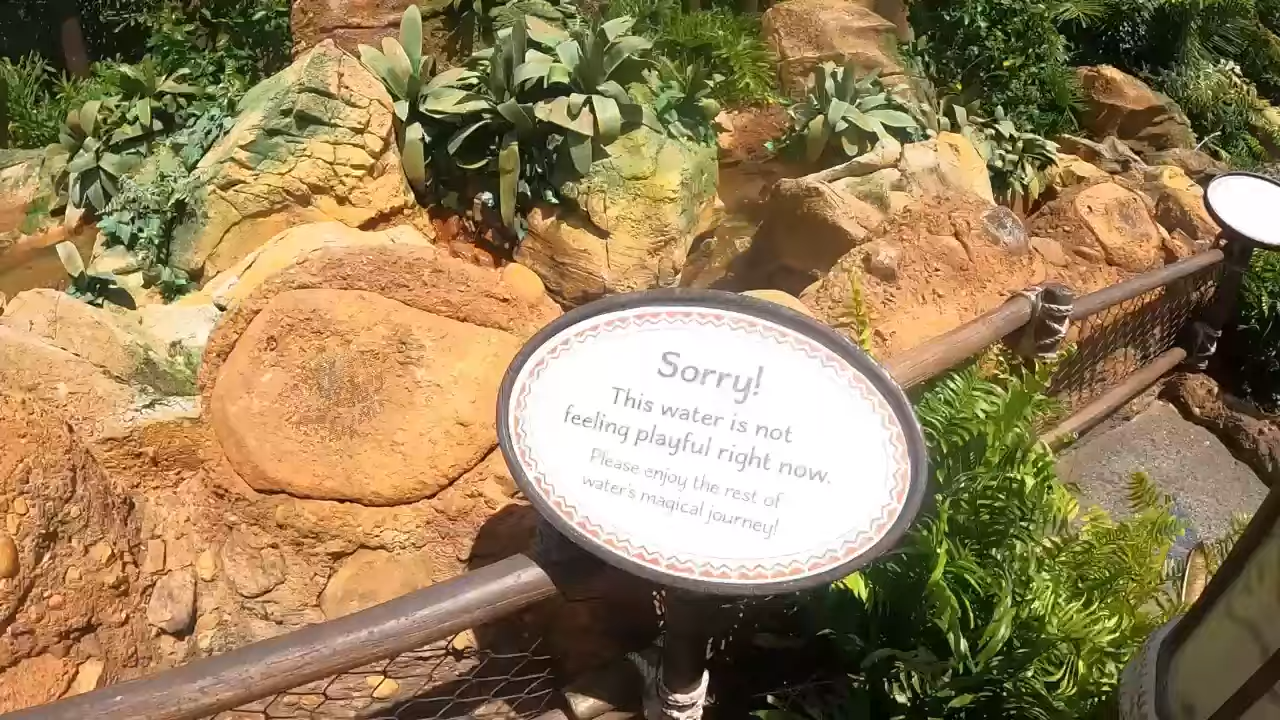 Sorry!
This water is not
feeling playful right now.
Please enjoy the rest of
water's magical journey!